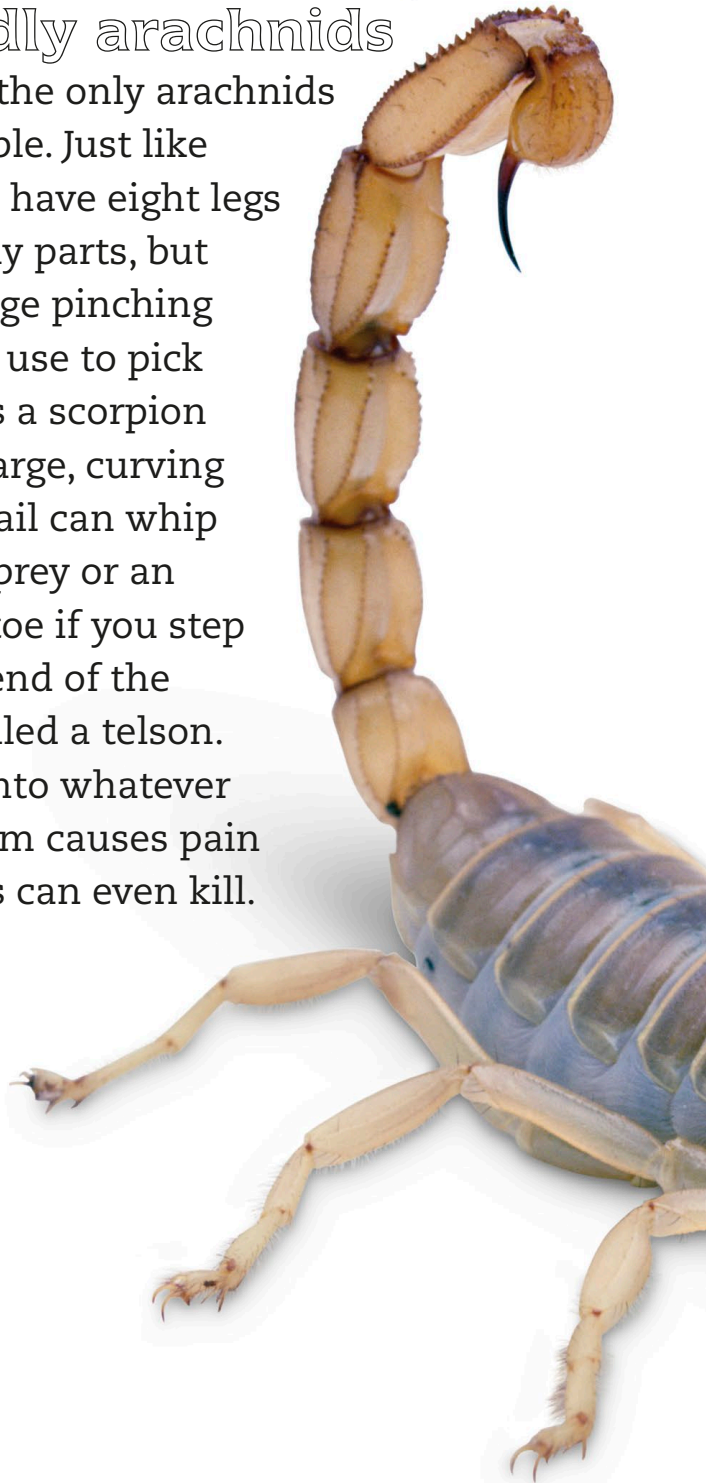 dly arachnids
the only arachnids
ble. Just like
have eight legs
y parts, but
ge pinching
use to pick
s a scorpion
arge, curving
ail can whip
prey or an
toe if you step
end of the
lled a telson.
nto whatever
m causes pain
s can even kill.